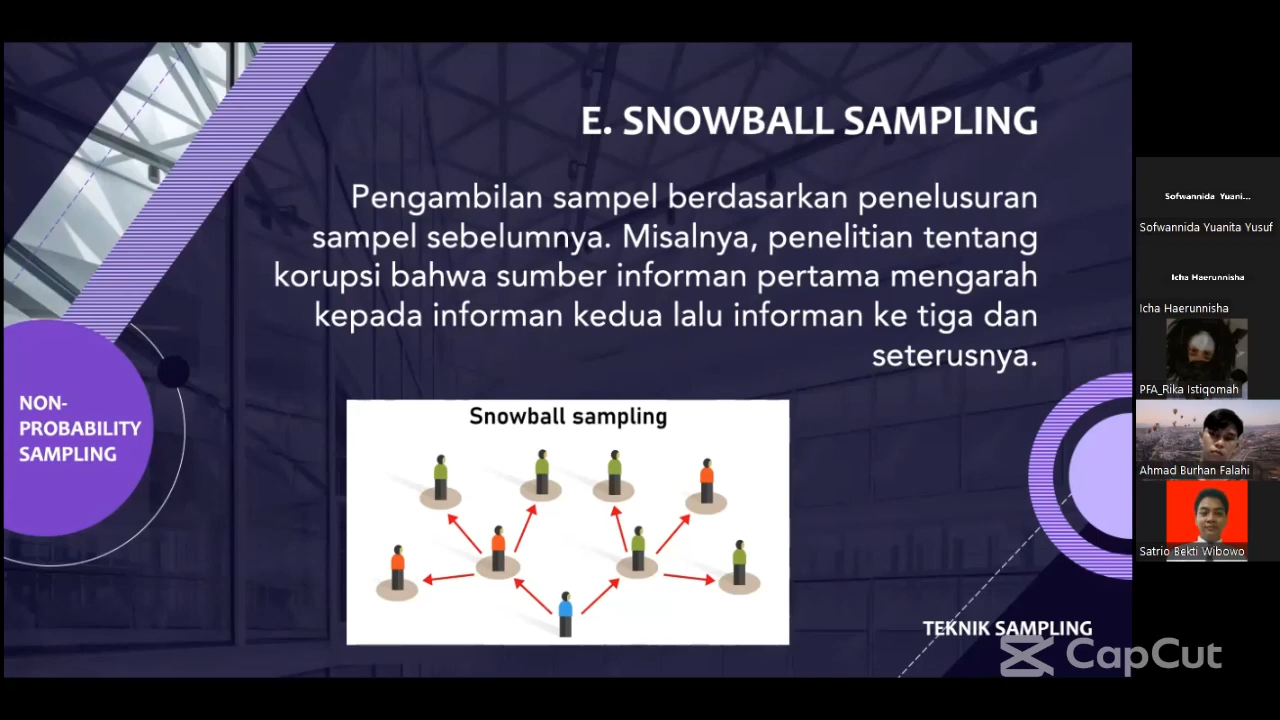 E. SNOWBALL SAMPLING
Pengambilan sampel berdasarkan penelusuran
sampel sebelumnya. Misalnya, penelitian tentang
korupsi bahwa sumber informan pertama mengarah
kepada informan kedua lalu informan ke tiga dan
seterusnya.
NON-
PROBABILITY
SAMPLING
Snowball sampling
TEKNIK SAMPLING
CapCut
Sofwannida Yuani...
Sofwannida Yuanita Yusuf
Icha Haerunnisha
Icha Haerunnisha
PFA_Rika Istiqomah
Ahmad Burhan Falahi
Satrio Bekti Wibowo